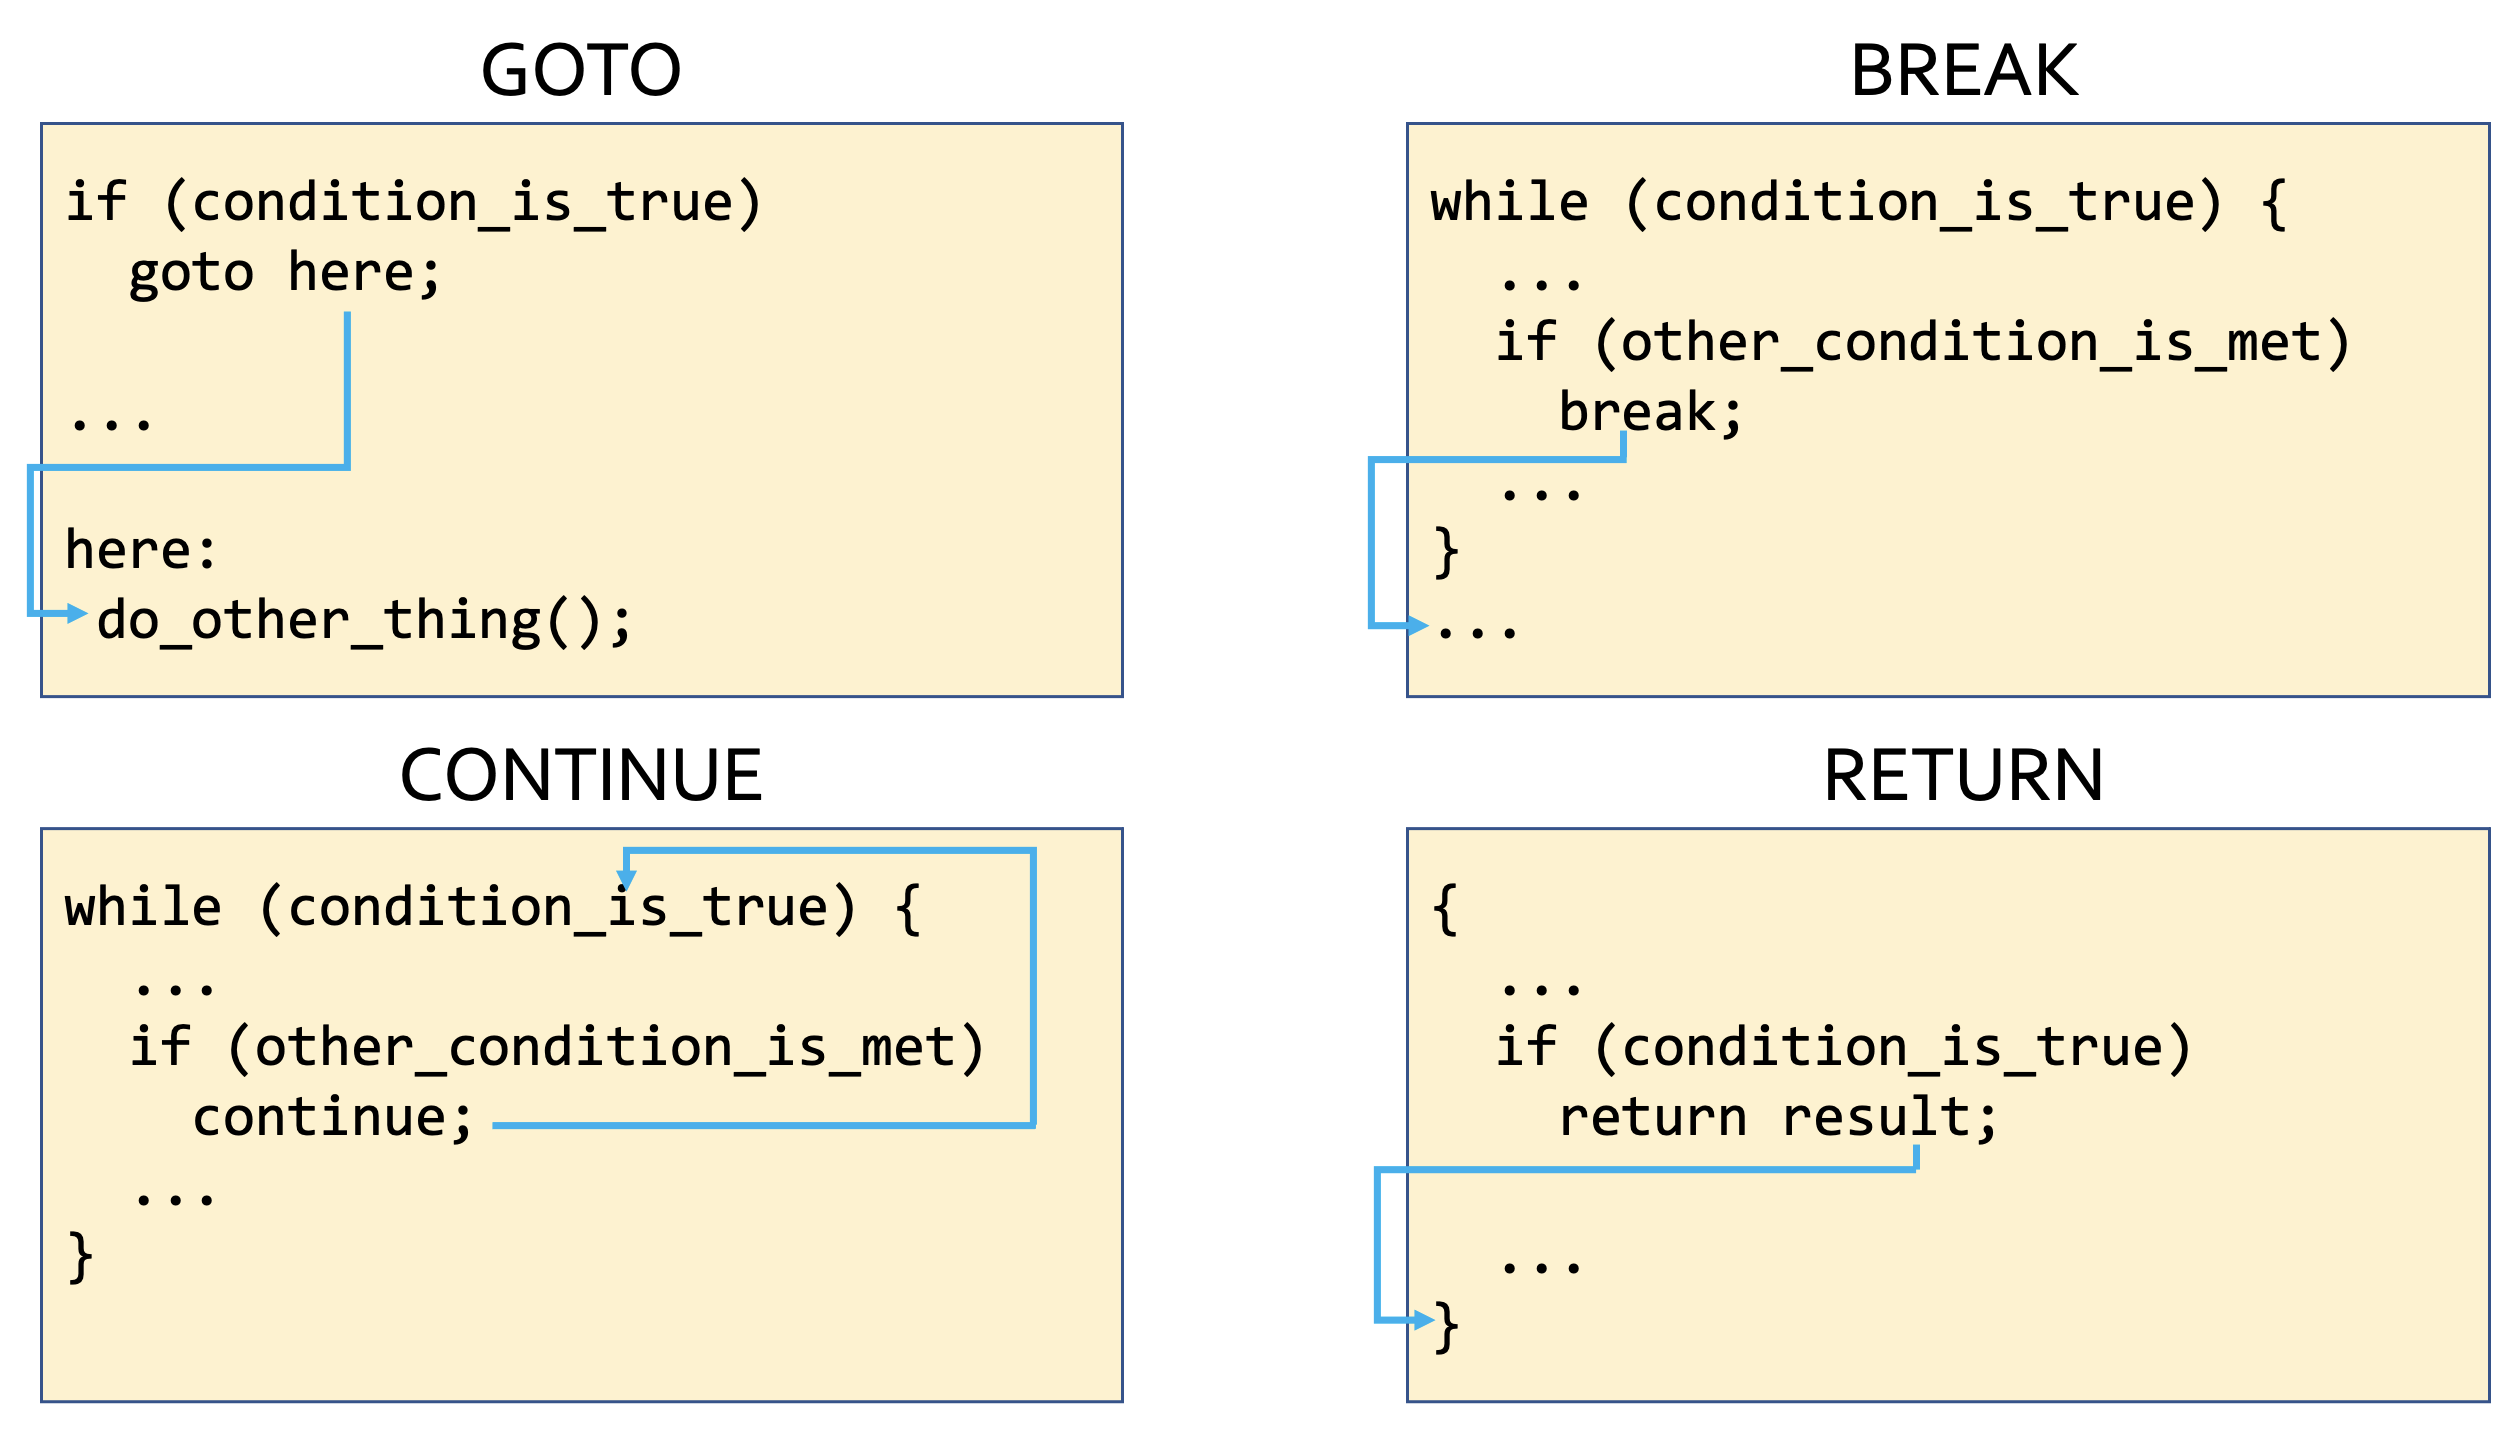 GOTO
if (condition_is_true)
goto here;
...
here:
do_other_thing();
BREAK
while (condition_is_true) {
...
if (other_condition_is_met)
break;
...
}
...
CONTINUE
while (condition_is_true) {
...
if (other_condition_is_met)
continue;
...
}
RETURN
{
...
if (condition_is_true)
return result;
...
}